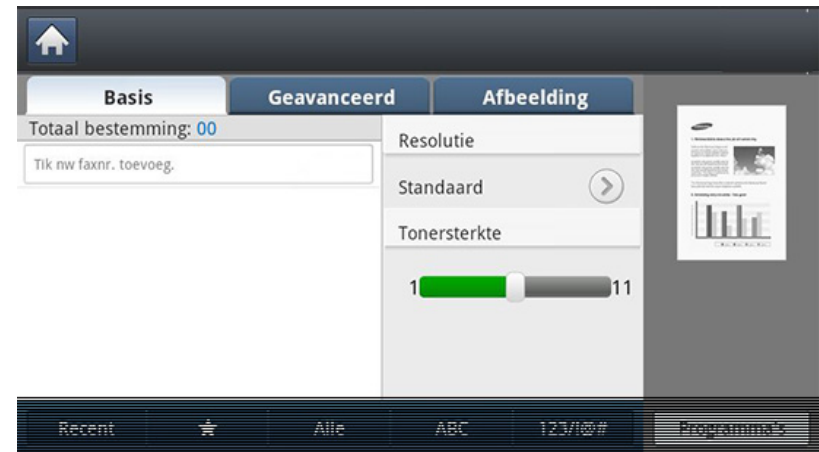 Basis
Geavanceerd
Afbeelding
Totaal bestemming: 00
Tik nw faxnr. toevoeg.
Resolutie
Standaard
Tonersterkte
1
11
Recent
Alle
ABC
123/!@#
Programma's